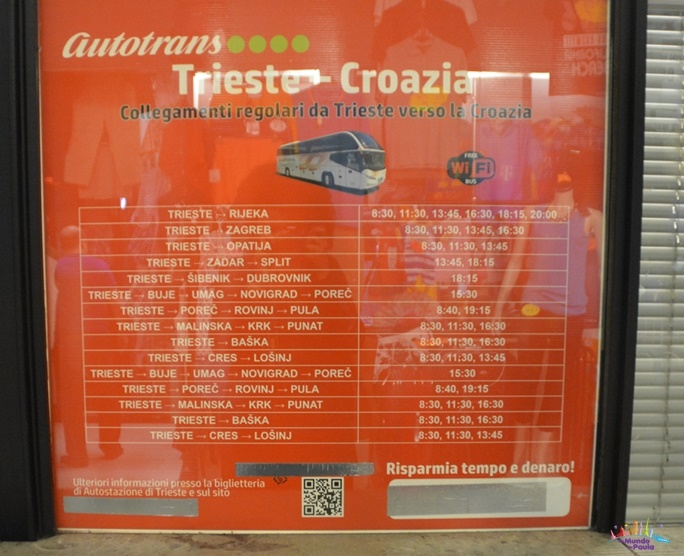 autotrans
Trieste - Croazia
Collegamenti regolari da Trieste verso la Croazia
FREE
WiFi
BUS
TRIESTE → RIJEKA 8:30, 11:30, 13:45, 16:30, 18:15, 20:00
TRIESTE → ZAGREB 8:30, 11:30, 13:45, 16:30
TRIESTE → OPATIJA 8:30, 11:30, 13:45
TRIESTE → ZADAR → SPLIT 13:45, 18:15
TRIESTE → ŠIBENIK → DUBROVNIK 18:15
TRIESTE → BUJE → UMAG → NOVIGRAD → POREČ 15:30
TRIESTE → POREČ → ROVINJ → PULA 8:40, 19:15
TRIESTE → MALINSKA → KRK → PUNAT 8:30, 11:30, 16:30
TRIESTE → BAŠKA 8:30, 11:30, 16:30
TRIESTE → CRES → LOŠINJ 8:30, 11:30, 13:45
TRIESTE → BUJE → UMAG → NOVIGRAD → POREČ 15:30
TRIESTE → POREČ → ROVINJ → PULA 8:40, 19:15
TRIESTE → MALINSKA → KRK → PUNAT 8:30, 11:30, 16:30
TRIESTE → BAŠKA 8:30, 11:30, 16:30
TRIESTE → CRES → LOŠINJ 8:30, 11:30, 13:45
Risparmia tempo e denaro!
Ulteriori informazioni presso la biglietteria
di Autostazione di Trieste e sul sito
Mundo
Paula